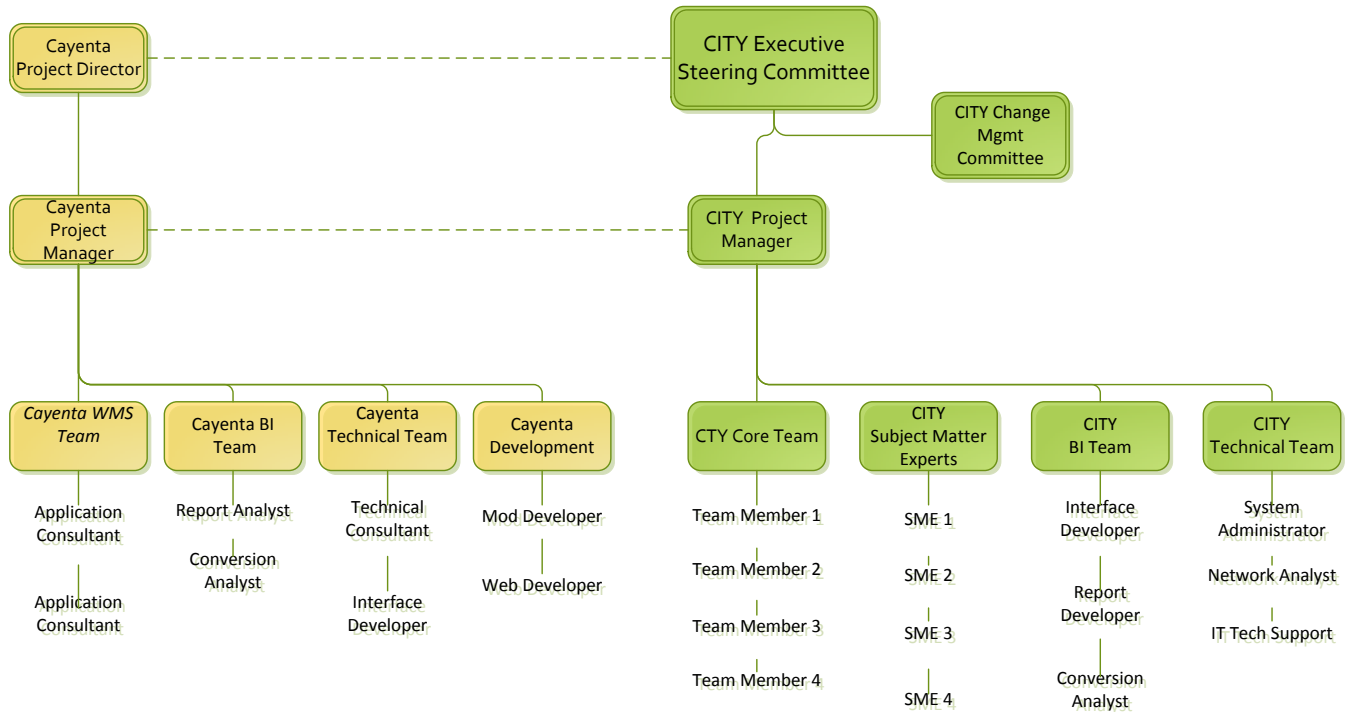 Cayenta
Project Director
CITY Executive
Steering Committee
CITY Change
Mgmt
Committee
Cayenta
Project
Manager
CITY Project
Manager
Cayenta WMS
Team
Cayenta BI
Team
Cayenta
Technical Team
Cayenta
Development
CTY Core Team
CITY
Subject Matter
Experts
CITY
BI Team
CITY
Technical Team
Application
Consultant
Application
Consultant
Report Analyst
Conversion
Analyst
Technical
Consultant
Interface
Developer
Mod Developer
Web Developer
Team Member 1
Team Member 2
Team Member 3
Team Member 4
SME 1
SME 2
SME 3
SME 4
Interface
Developer
Report
Developer
Conversion
Analyst
System
Administrator
Network Analyst
IT Tech Support